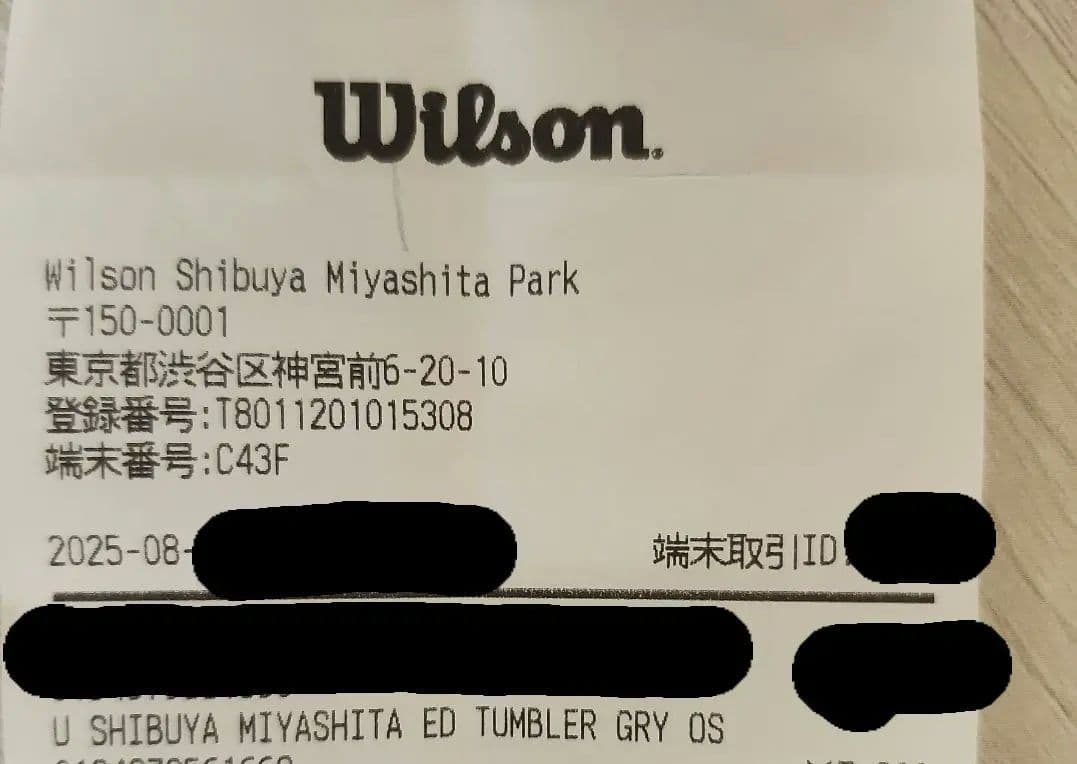 Wilson.
Wilson Shibuya Miyashita Park
〒150-0001
東京都渋谷区神宮前6-20-10
登録番号:T8011201015308
端末番号:C43F
2025-08-
端末取引ID
U SHIBUYA MIYASHITA ED TUMBLER GRY OS